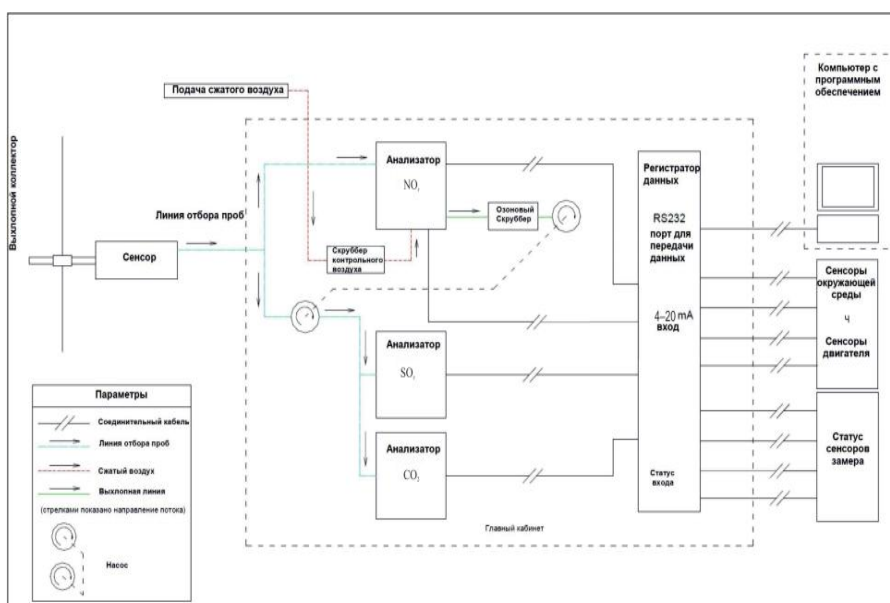 Выхлопной коллектор
Подача сжатого воздуха
Линия отбора проб
Сенсор
Анализатор
NOₓ
Озоновый
Скруббер
Скруббер
контрольного
воздуха
Анализатор
SO₂
Анализатор
CO₂
Регистратор
данных
RS232
порт для
передачи
данных
4–20 mA
вход
Статус
входа
Главный кабинет
Компьютер с
программным
обеспечением
Сенсоры
окружающей
среды
Ч
Сенсоры
двигателя
Статус
сенсоров
замера
Параметры
Соединительный кабель
Линия отбора проб
Сжатый воздух
Выхлопная линия
(стрелками показано направление потока)
Насос